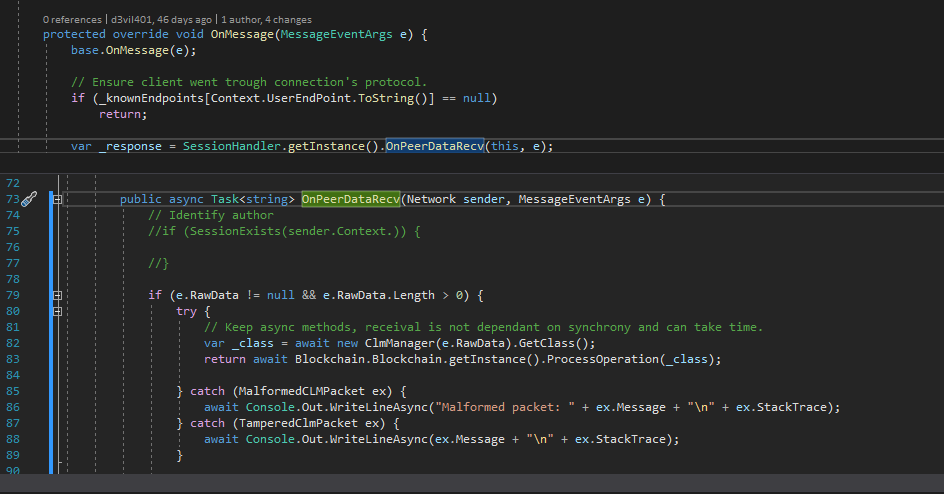 0 references | d3vil401, 46 days ago | 1 author, 4 changes
protected override void OnMessage(MessageEventArgs e) {
base.OnMessage(e);
// Ensure client went trough connection's protocol.
if (_knownEndpoints[Context.UserEndPoint.ToString()] == null)
return;
var _response = SessionHandler.getInstance().OnPeerDataRecv(this, e);
72
73 public async Task<string> OnPeerDataRecv(Network sender, MessageEventArgs e) {
74 // Identify author
75 //if (SessionExists(sender.Context.)) {
76
77 //}
78
79 if (e.RawData != null && e.RawData.Length > 0) {
80 try {
81 // Keep async methods, receival is not dependant on synchrony and can take time.
82 var _class = await new ClmManager(e.RawData).GetClass();
83 return await Blockchain.Blockchain.getInstance().ProcessOperation(_class);
84
85 } catch (MalformedCLMPacket ex) {
86 await Console.Out.WriteLineAsync("Malformed packet: " + ex.Message + "\n" + ex.StackTrace);
87 } catch (TamperedClmPacket ex) {
88 await Console.Out.WriteLineAsync(ex.Message + "\n" + ex.StackTrace);
89 }
90